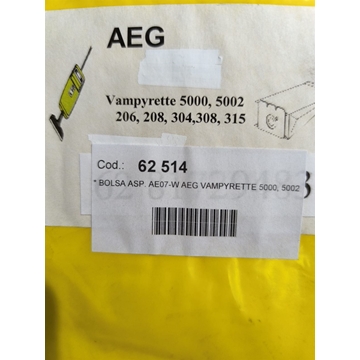 AEG
Vampyrette 5000, 5002
206, 208, 304,308, 315
Cod.: 62 514
* BOLSA ASP. AE07-W AEG VAMPYRETTE 5000, 5002
3